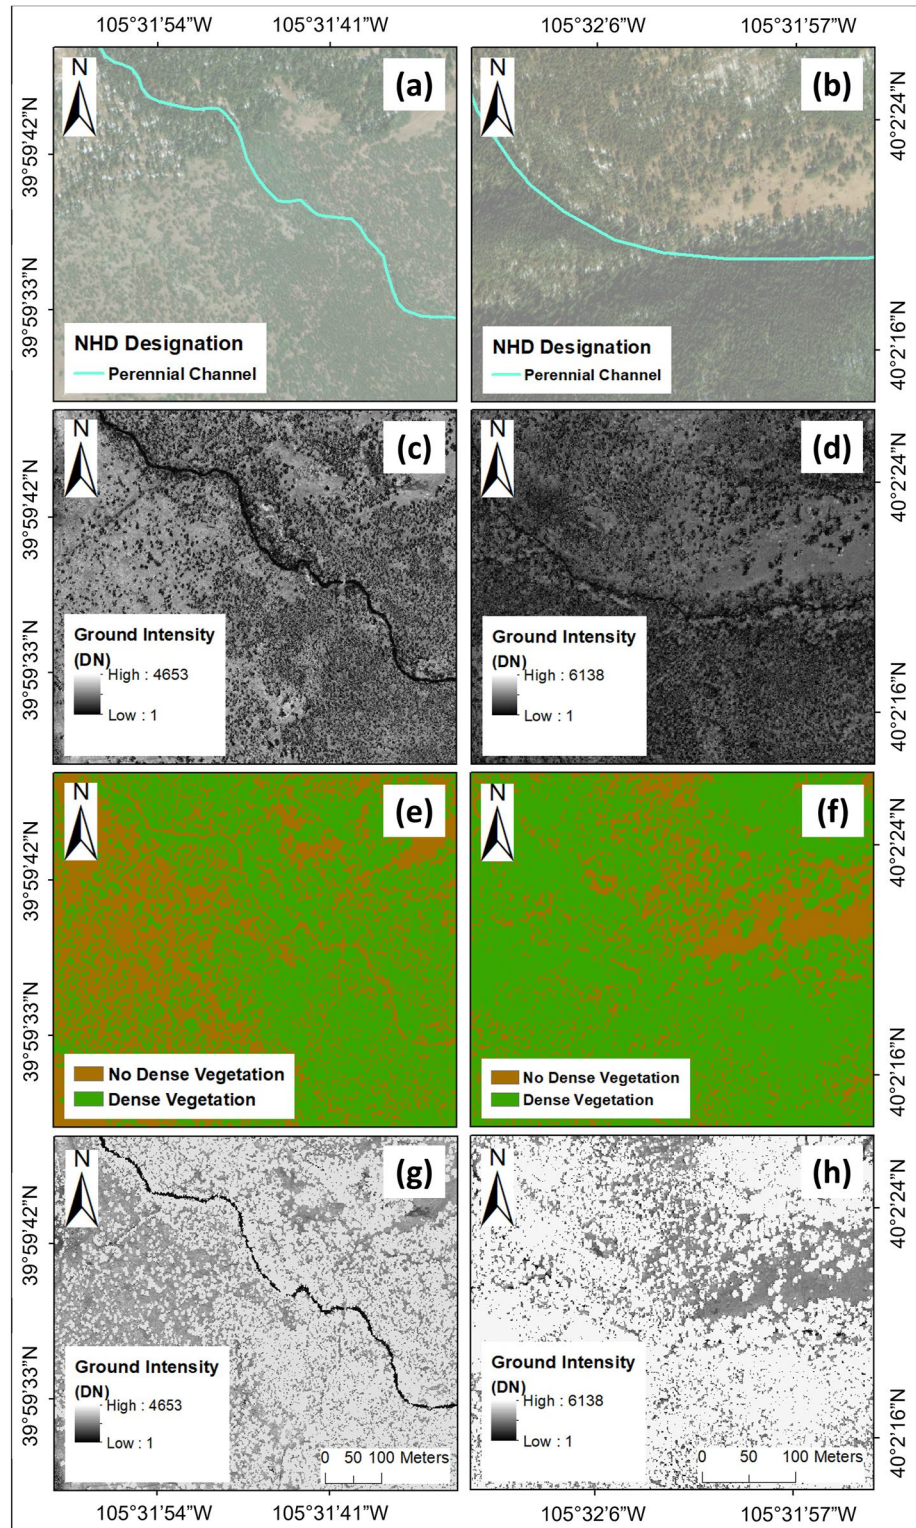 105°31'54"W 105°31'41"W 105°32'6"W 105°31'57"W
N (a) N (b)
39°59'42"N 40°2'24"N
39°59'33"N 40°2'16"N
NHD Designation NHD Designation
Perennial Channel Perennial Channel
N (c) N (d)
39°59'42"N 40°2'24"N
Ground Intensity Ground Intensity
(DN) (DN)
39°59'33"N High : 4653 High : 6138 40°2'16"N
Low : 1 Low : 1
N (e) N (f)
39°59'42"N 40°2'24"N
39°59'33"N 40°2'16"N
No Dense Vegetation No Dense Vegetation
Dense Vegetation Dense Vegetation
N (g) N (h)
39°59'42"N 40°2'24"N
Ground Intensity Ground Intensity
(DN) (DN)
39°59'33"N High : 4653 High : 6138 40°2'16"N
Low : 1 Low : 1
0 50 100 Meters 0 50 100 Meters
105°31'54"W 105°31'41"W 105°32'6"W 105°31'57"W